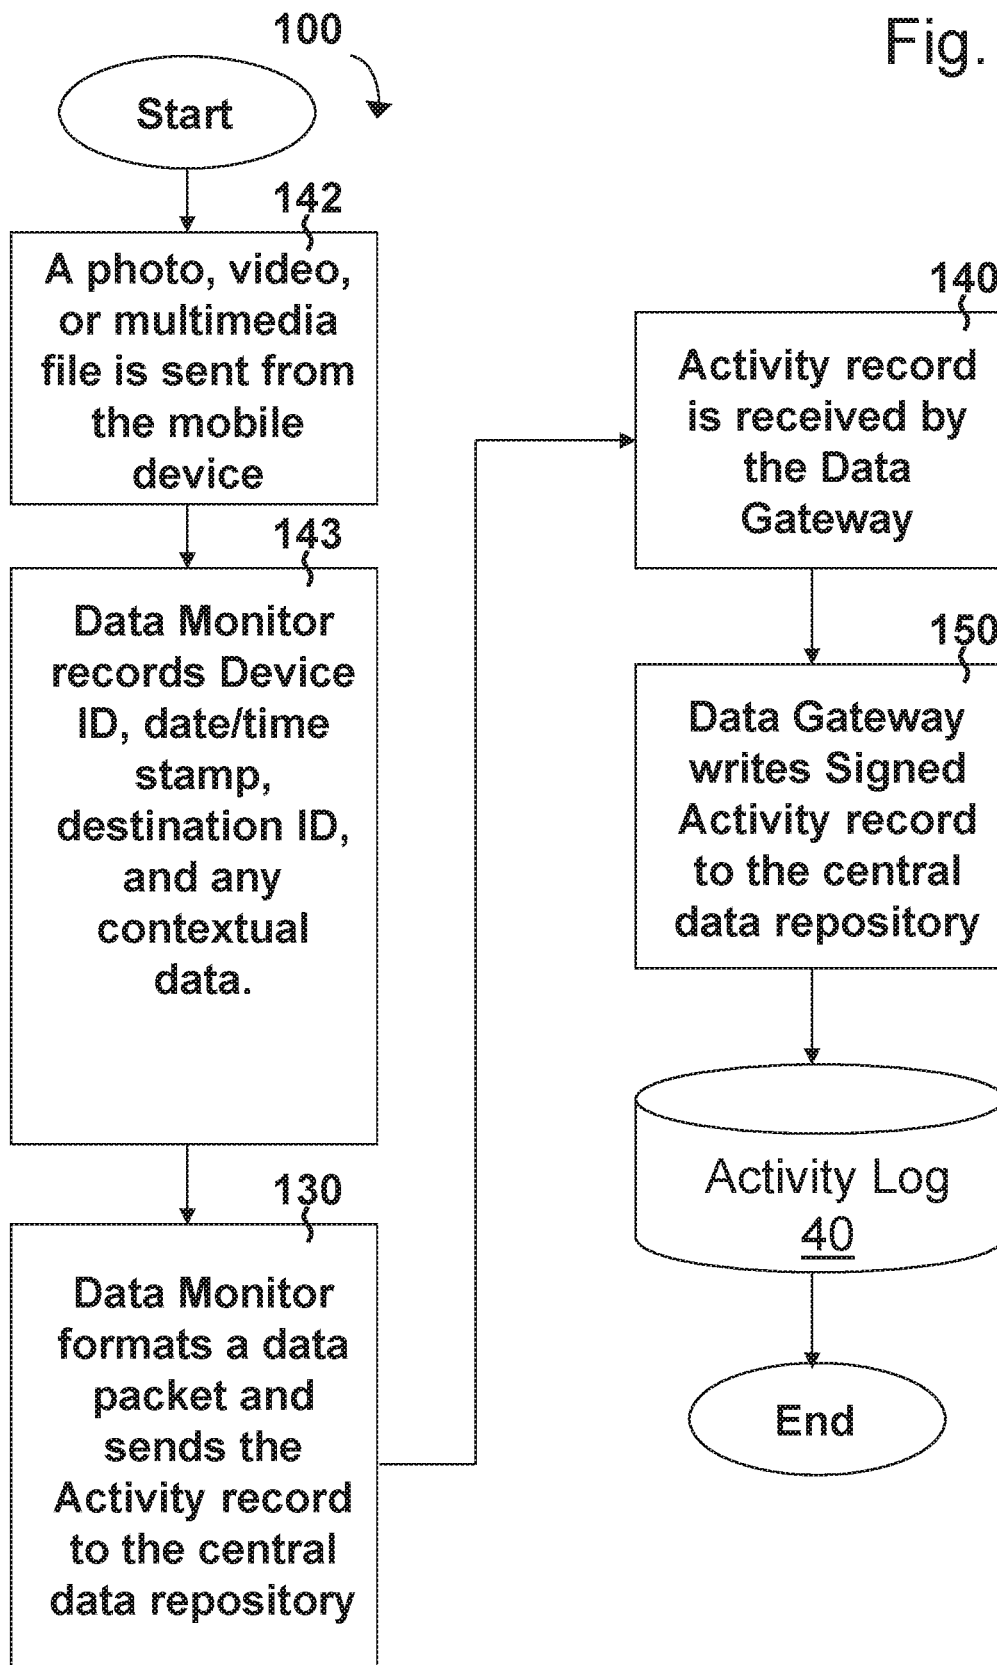 100
Fig.
Start
142
A photo, video,
or multimedia
file is sent from
the mobile
device
143
Data Monitor
records Device
ID, date/time
stamp,
destination ID,
and any
contextual
data.
130
Data Monitor
formats a data
packet and
sends the
Activity record
to the central
data repository
140
Activity record
is received by
the Data
Gateway
150
Data Gateway
writes Signed
Activity record
to the central
data repository
Activity Log
40
End